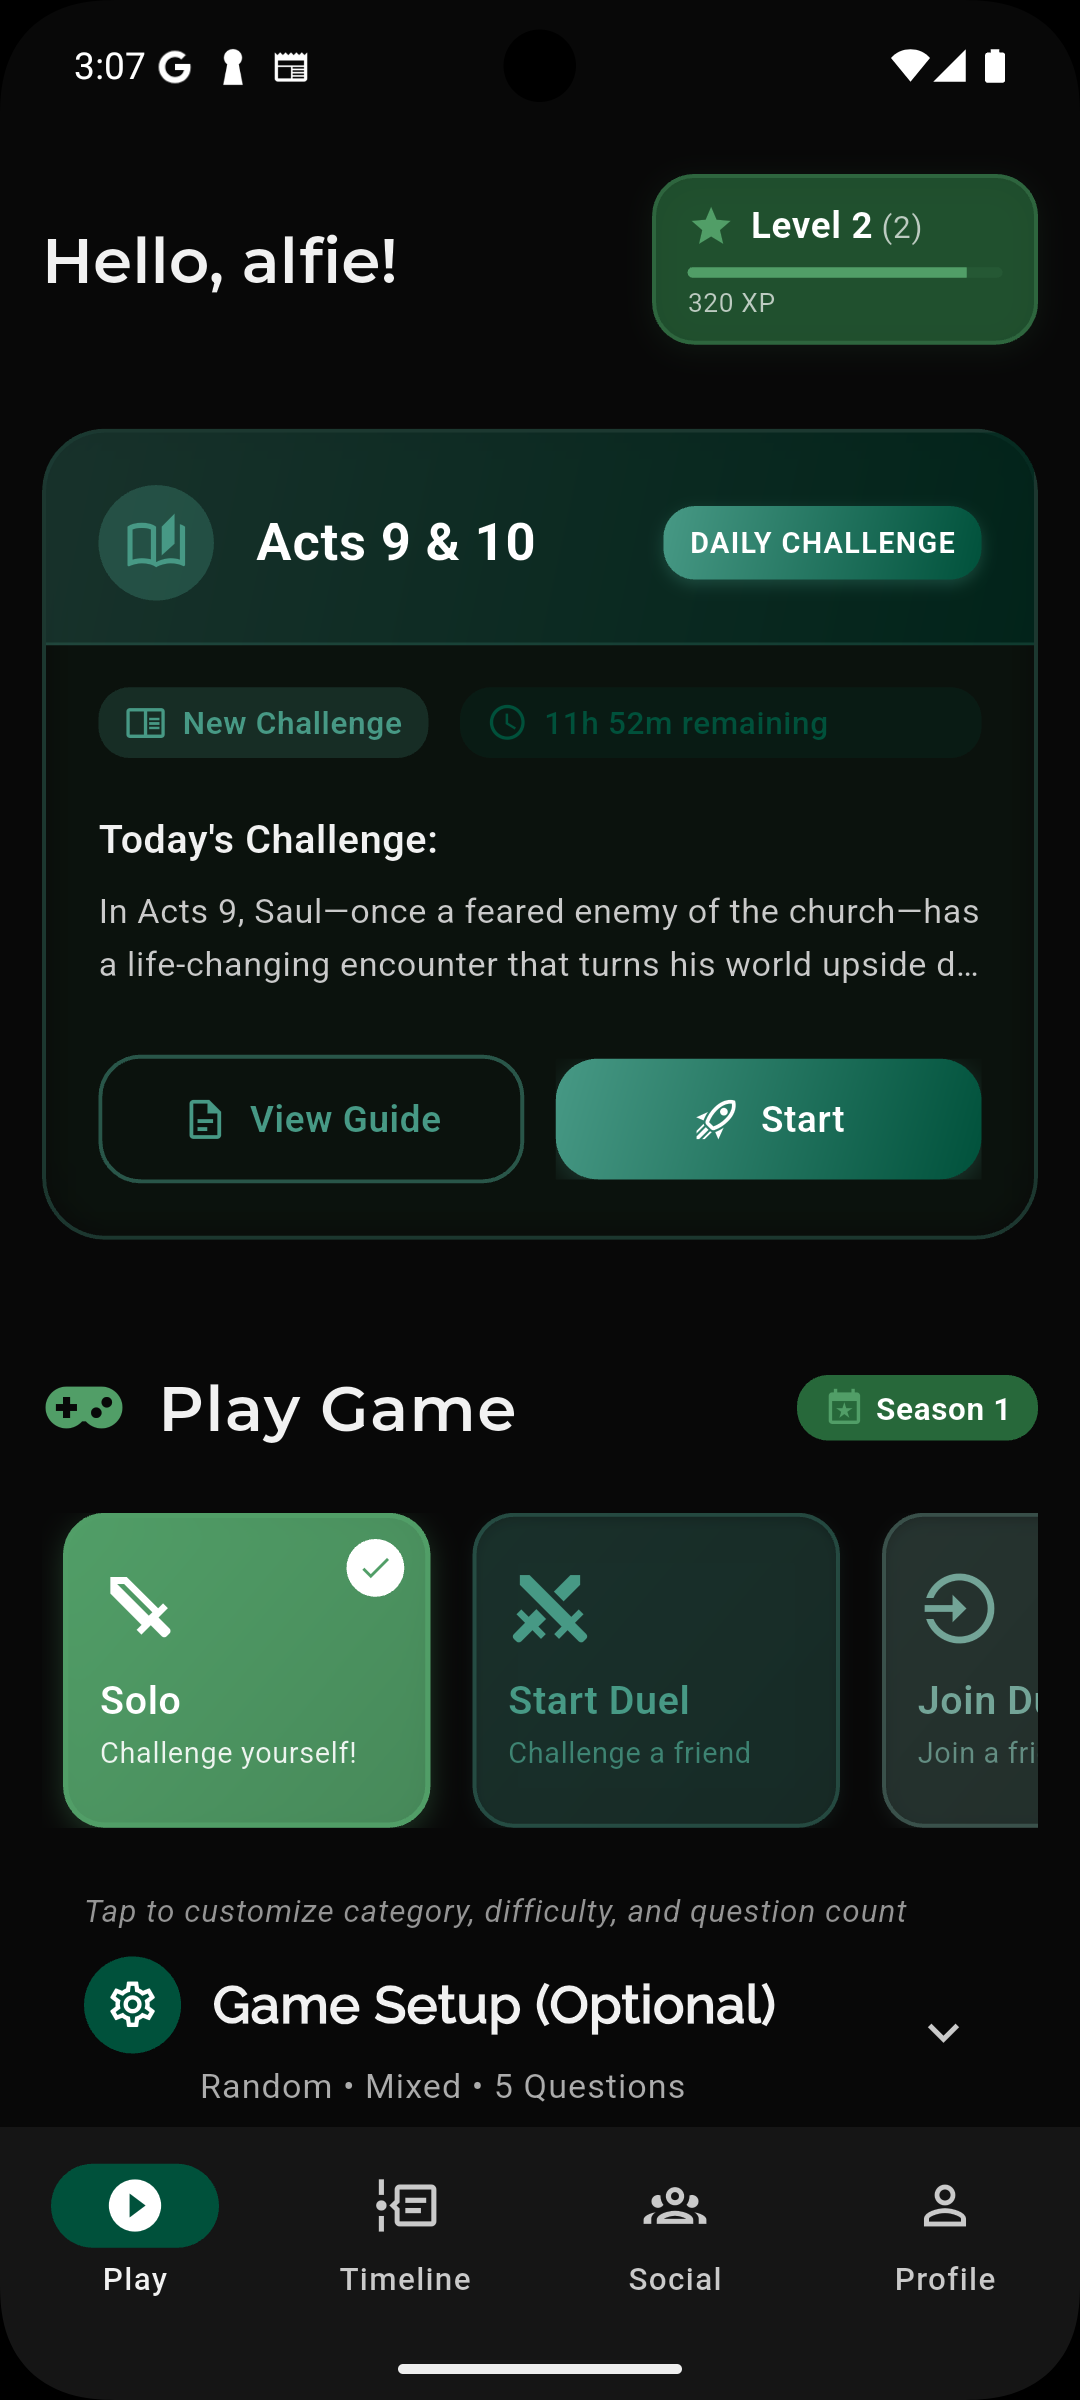 3:07
Hello, alfie!
Level 2 (2)
320 XP
Acts 9 & 10
DAILY CHALLENGE
New Challenge
11h 52m remaining
Today's Challenge:
In Acts 9, Saul—once a feared enemy of the church—has
a life-changing encounter that turns his world upside d...
View Guide
Start
Play Game
Season 1
Solo
Challenge yourself!
Start Duel
Challenge a friend
Join Du
Join a fri
Tap to customize category, difficulty, and question count
Game Setup (Optional)
Random • Mixed • 5 Questions
Play
Timeline
Social
Profile